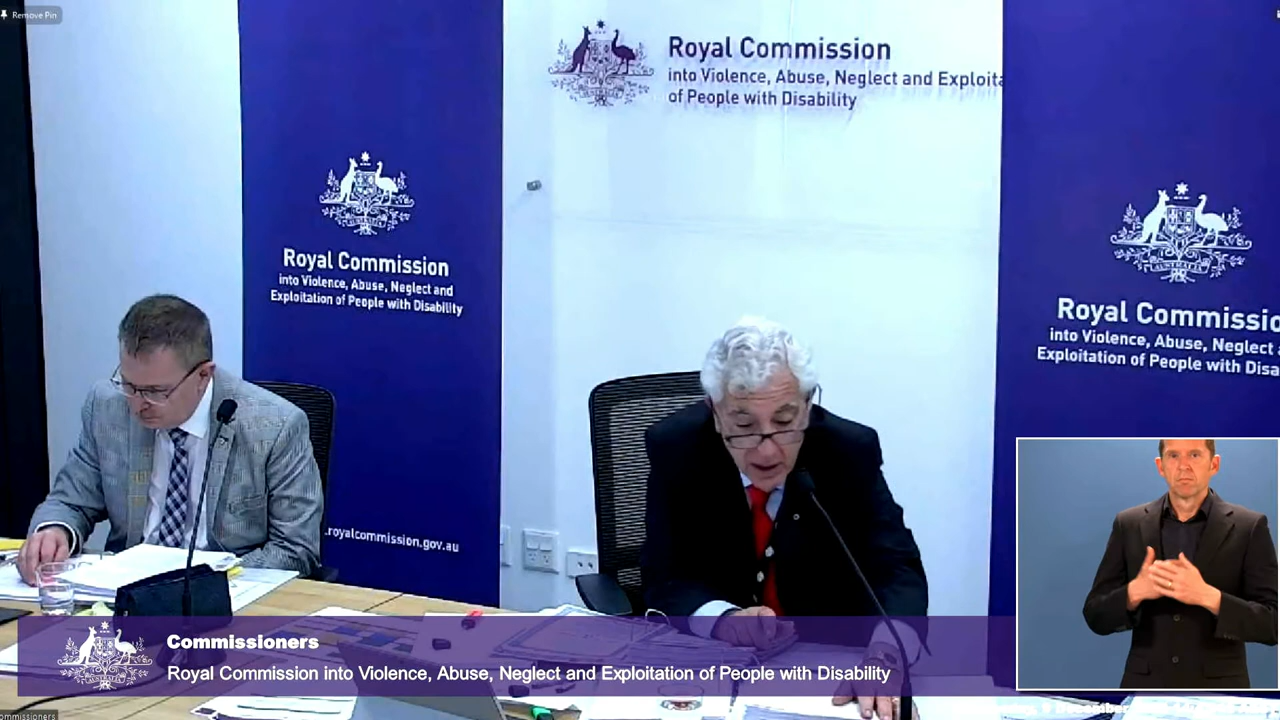 Remove Pin
Royal Commission
into Violence, Abuse, Neglect and Exploita
of People with Disability
Royal Commission
into Violence, Abuse, Neglect and
Exploitation of People with Disability
.royalcommission.gov.au
Royal Commissio
into Violence, Abuse, Neglect
Exploitation of People with Disa
AUSTRALIA
Commissioners
Royal Commission into Violence, Abuse, Neglect and Exploitation of People with Disability
ommissioners